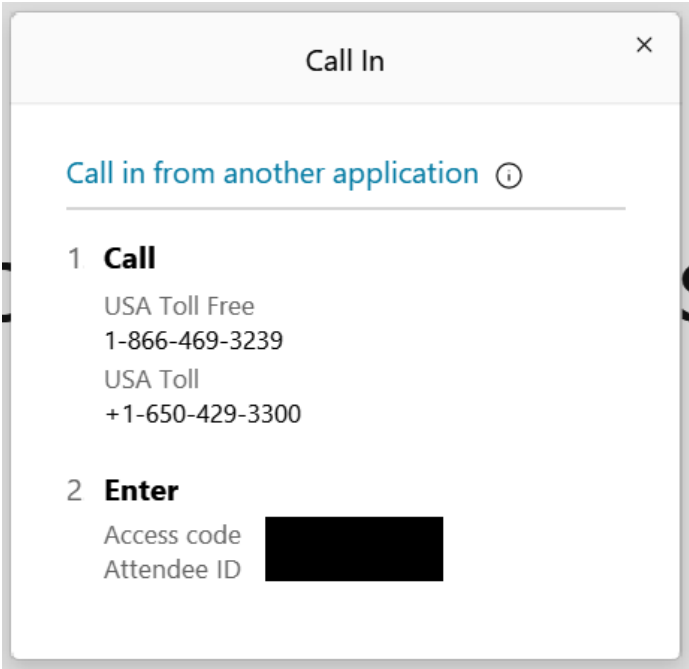 Call In
Call in from another application
1 Call
USA Toll Free
1-866-469-3239
USA Toll
+1-650-429-3300
2 Enter
Access code
Attendee ID